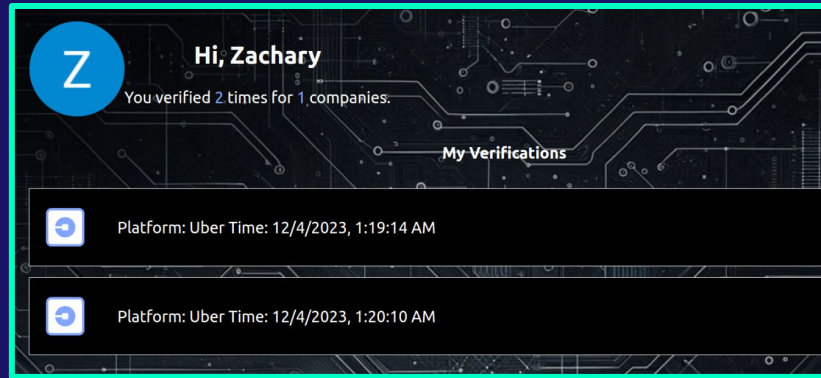 Z
Hi, Zachary
You verified 2 times for 1 companies.
My Verifications
Platform: Uber Time: 12/4/2023, 1:19:14 AM
Platform: Uber Time: 12/4/2023, 1:20:10 AM